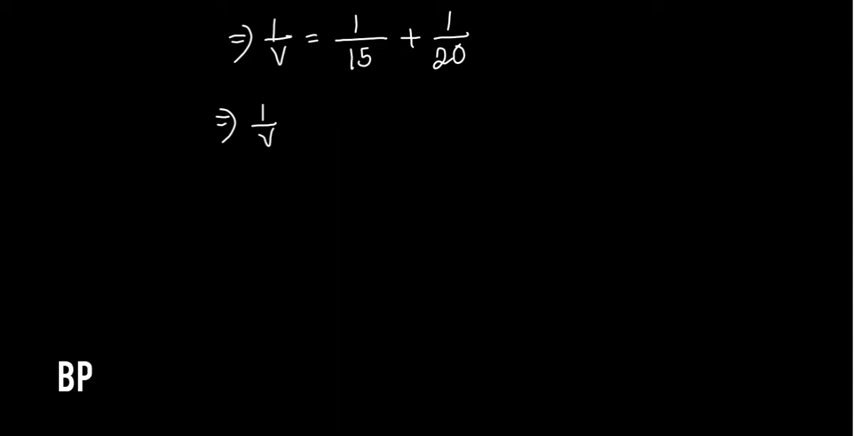 ⇒ 1/V = 1/15 + 1/20
⇒ 1/V
BP